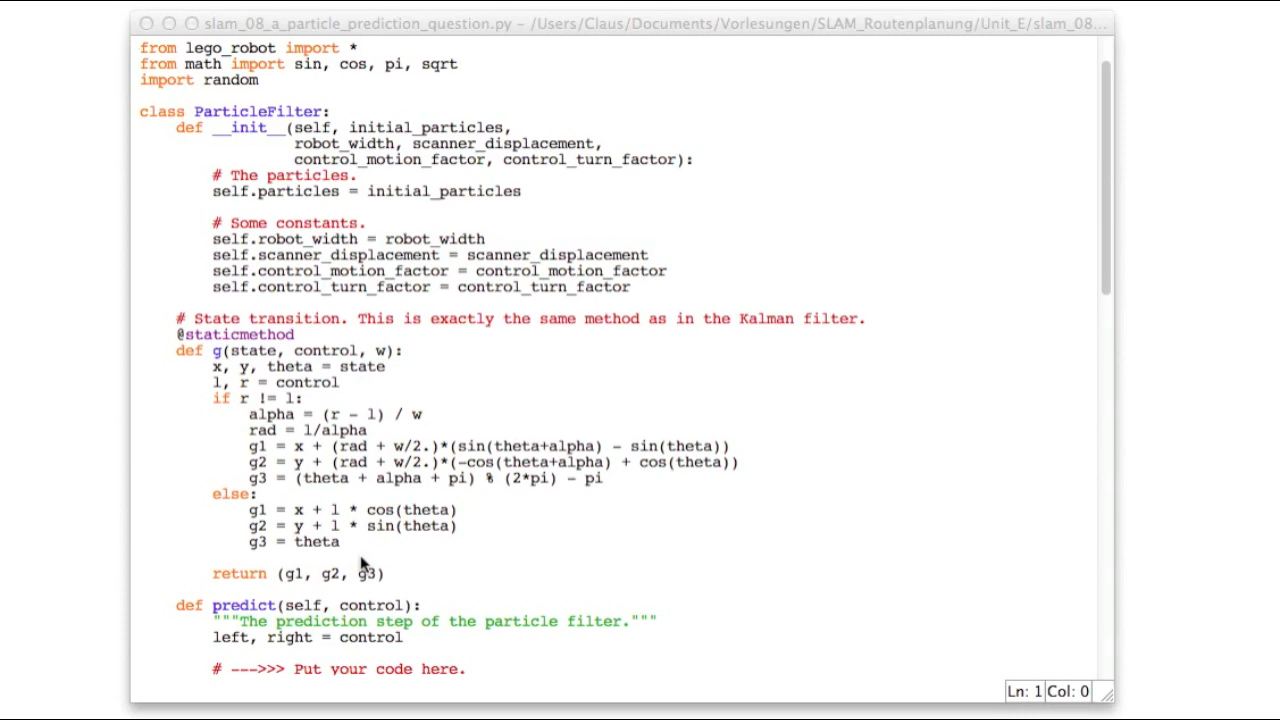 slam_08_a_particle_prediction_question.py – /Users/Claus/Documents/Vorlesungen/SLAM_Routenplanung/Unit_E/slam_08...
from lego_robot import *
from math import sin, cos, pi, sqrt
import random
class ParticleFilter:
def __init__(self, initial_particles,
robot_width, scanner_displacement,
control_motion_factor, control_turn_factor):
# The particles.
self.particles = initial_particles
# Some constants.
self.robot_width = robot_width
self.scanner_displacement = scanner_displacement
self.control_motion_factor = control_motion_factor
self.control_turn_factor = control_turn_factor
# State transition. This is exactly the same method as in the Kalman filter.
@staticmethod
def g(state, control, w):
x, y, theta = state
l, r = control
if r != l:
alpha = (r - l) / w
rad = l/alpha
g1 = x + (rad + w/2.)*(sin(theta+alpha) - sin(theta))
g2 = y + (rad + w/2.)*(-cos(theta+alpha) + cos(theta))
g3 = (theta + alpha + pi) % (2*pi) - pi
else:
g1 = x + l * cos(theta)
g2 = y + l * sin(theta)
g3 = theta
return (g1, g2, g3)
def predict(self, control):
"""The prediction step of the particle filter."""
left, right = control
# --->>> Put your code here.
Ln: 1 Col: 0